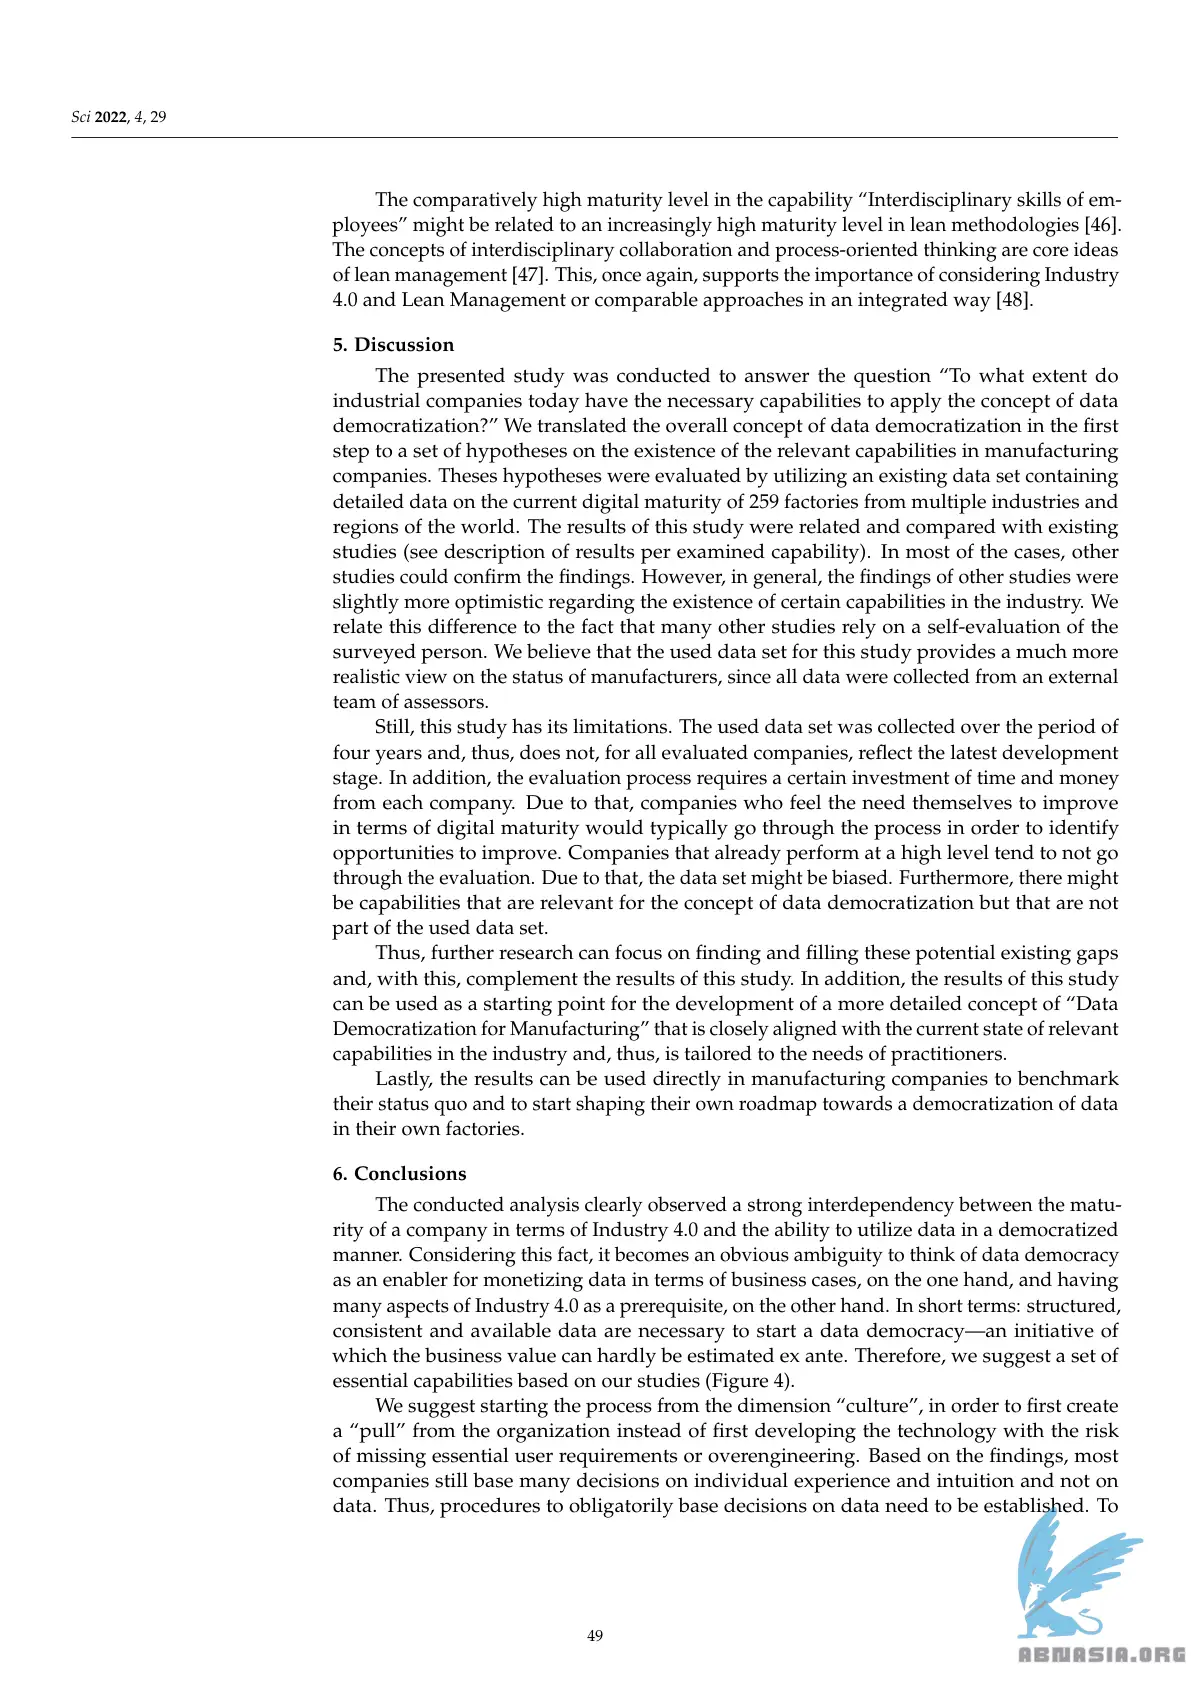 Sci 2022, 4, 29
The comparatively high maturity level in the capability “Interdisciplinary skills of em-
ployees” might be related to an increasingly high maturity level in lean methodologies [46].
The concepts of interdisciplinary collaboration and process-oriented thinking are core ideas
of lean management [47]. This, once again, supports the importance of considering Industry
4.0 and Lean Management or comparable approaches in an integrated way [48].
5. Discussion
The presented study was conducted to answer the question “To what extent do
industrial companies today have the necessary capabilities to apply the concept of data
democratization?” We translated the overall concept of data democratization in the first
step to a set of hypotheses on the existence of the relevant capabilities in manufacturing
companies. Theses hypotheses were evaluated by utilizing an existing data set containing
detailed data on the current digital maturity of 259 factories from multiple industries and
regions of the world. The results of this study were related and compared with existing
studies (see description of results per examined capability). In most of the cases, other
studies could confirm the findings. However, in general, the findings of other studies were
slightly more optimistic regarding the existence of certain capabilities in the industry. We
relate this difference to the fact that many other studies rely on a self-evaluation of the
surveyed person. We believe that the used data set for this study provides a much more
realistic view on the status of manufacturers, since all data were collected from an external
team of assessors.
Still, this study has its limitations. The used data set was collected over the period of
four years and, thus, does not, for all evaluated companies, reflect the latest development
stage. In addition, the evaluation process requires a certain investment of time and money
from each company. Due to that, companies who feel the need themselves to improve
in terms of digital maturity would typically go through the process in order to identify
opportunities to improve. Companies that already perform at a high level tend to not go
through the evaluation. Due to that, the data set might be biased. Furthermore, there might
be capabilities that are relevant for the concept of data democratization but that are not
part of the used data set.
Thus, further research can focus on finding and filling these potential existing gaps
and, with this, complement the results of this study. In addition, the results of this study
can be used as a starting point for the development of a more detailed concept of “Data
Democratization for Manufacturing” that is closely aligned with the current state of relevant
capabilities in the industry and, thus, is tailored to the needs of practitioners.
Lastly, the results can be used directly in manufacturing companies to benchmark
their status quo and to start shaping their own roadmap towards a democratization of data
in their own factories.
6. Conclusions
The conducted analysis clearly observed a strong interdependency between the matu-
rity of a company in terms of Industry 4.0 and the ability to utilize data in a democratized
manner. Considering this fact, it becomes an obvious ambiguity to think of data democracy
as an enabler for monetizing data in terms of business cases, on the one hand, and having
many aspects of Industry 4.0 as a prerequisite, on the other hand. In short terms: structured,
consistent and available data are necessary to start a data democracy—an initiative of
which the business value can hardly be estimated ex ante. Therefore, we suggest a set of
essential capabilities based on our studies (Figure 4).
We suggest starting the process from the dimension “culture”, in order to first create
a “pull” from the organization instead of first developing the technology with the risk
of missing essential user requirements or overengineering. Based on the findings, most
companies still base many decisions on individual experience and intuition and not on
data. Thus, procedures to obligatorily base decisions on data need to be established. To
49
ABNASIA.ORG